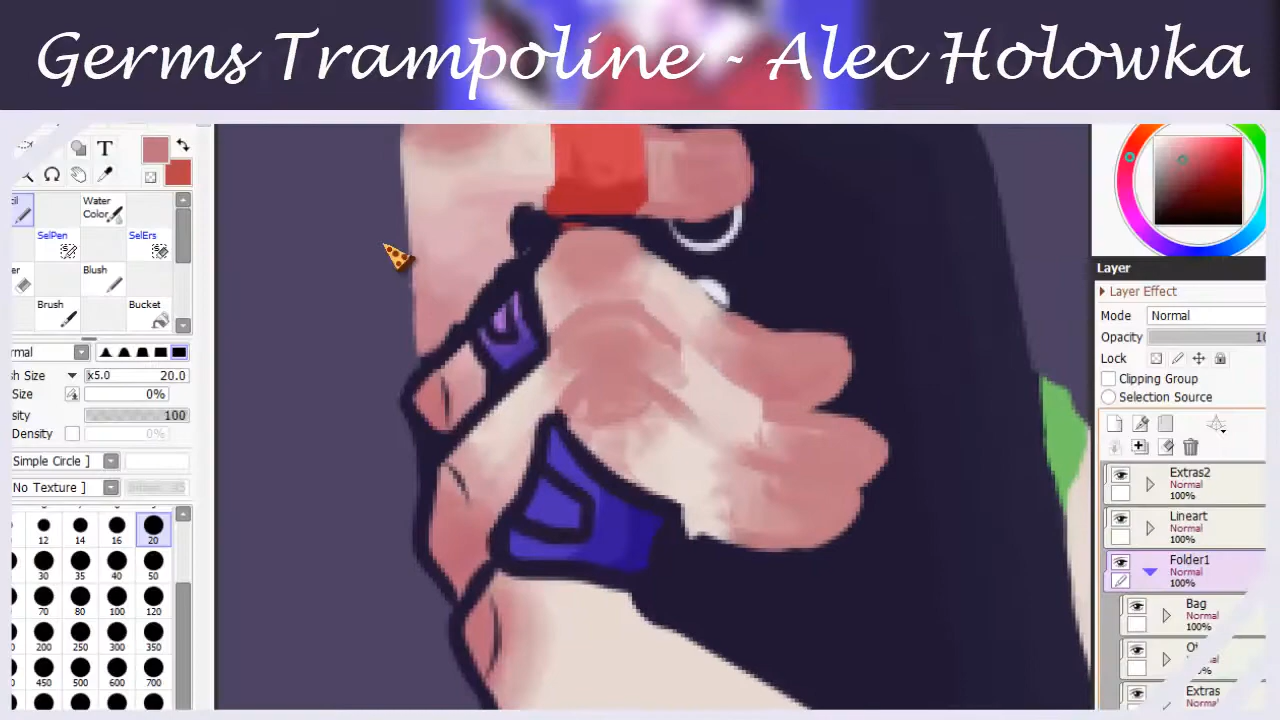 Germs Trampoline - Alec Holowka
T
Water
Color
SelPen
SelErs
Blush
Brush
Bucket
Size
x5.0
20.0
Size
0%
100
Density
0%
Simple Circle ]
No Texture ]
12 14 16 20
30 35 40 50
60 70 80 100 120
200 250 300 350
450 500 600 700
Layer
Layer Effect
Mode Normal
Opacity
Lock
Clipping Group
Selection Source
Extras2
Normal
100%
Lineart
Normal
100%
Folder1
Normal
100%
Bag
Normal
100%
Extras
Normal